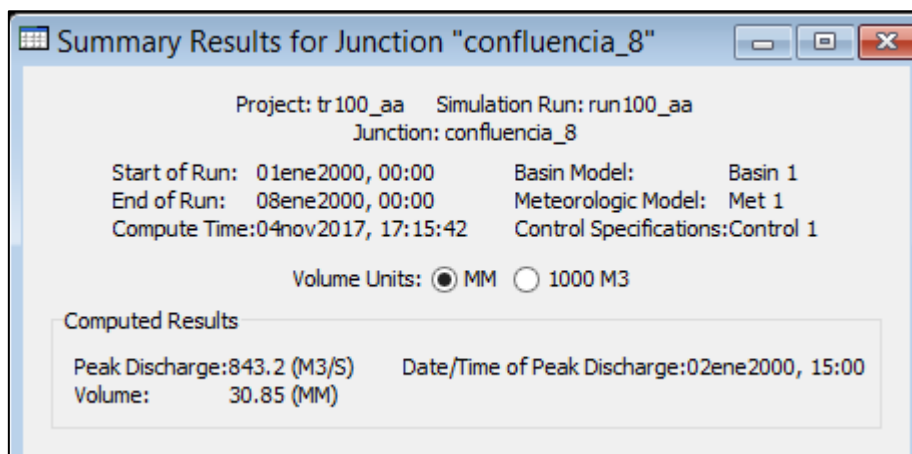 Summary Results for Junction "confluencia_8"
Project: tr100_aa Simulation Run: run100_aa
Junction: confluencia_8
Start of Run: 01ene2000, 00:00 Basin Model: Basin 1
End of Run: 08ene2000, 00:00 Meteorologic Model: Met 1
Compute Time:04nov2017, 17:15:42 Control Specifications:Control 1
Volume Units: MM 1000 M3
Computed Results
Peak Discharge:843.2 (M3/S) Date/Time of Peak Discharge:02ene2000, 15:00
Volume: 30.85 (MM)